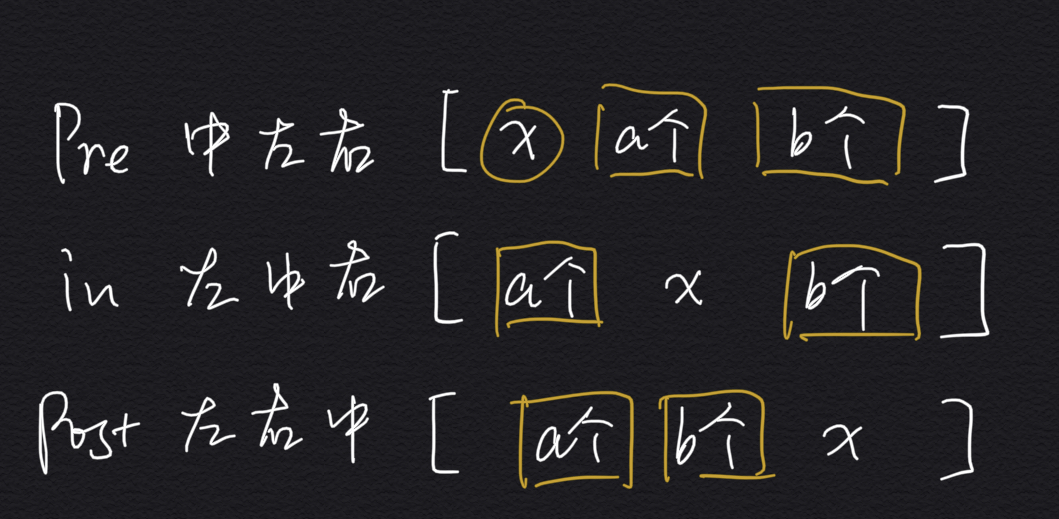 Pre 中左右 [ x a个 b个 ]
in 左中右 [ a个 x b个 ]
Post 左右中 [ a个 b个 x ]